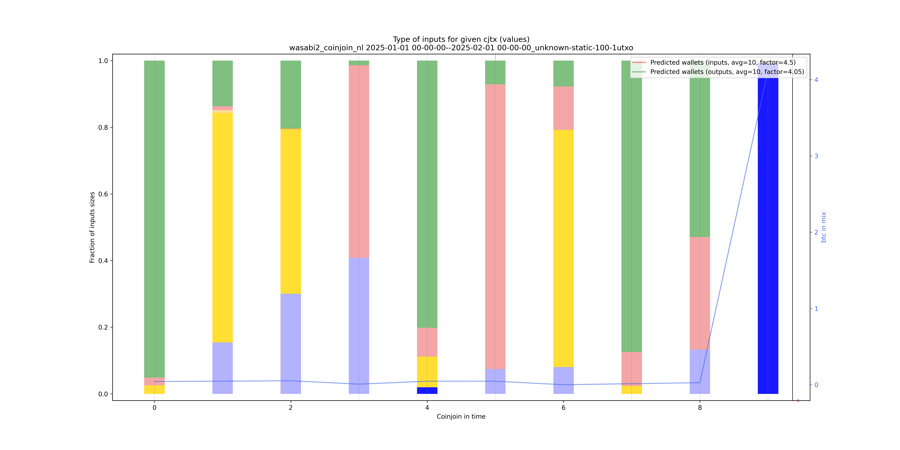 Type of inputs for given cjtx (values)
wasabi2_coinjoin_nl 2025-01-01 00-00-00--2025-02-01 00-00-00_unknown-static-100-1utxo
Predicted wallets (inputs, avg=10, factor=4.5)
Predicted wallets (outputs, avg=10, factor=4.05)
1.0
0.8
0.6
0.4
0.2
0.0
Fraction of inputs sizes
4
3
2
1
0
btc in mix
0 2 4 6 8
Coinjoin in time